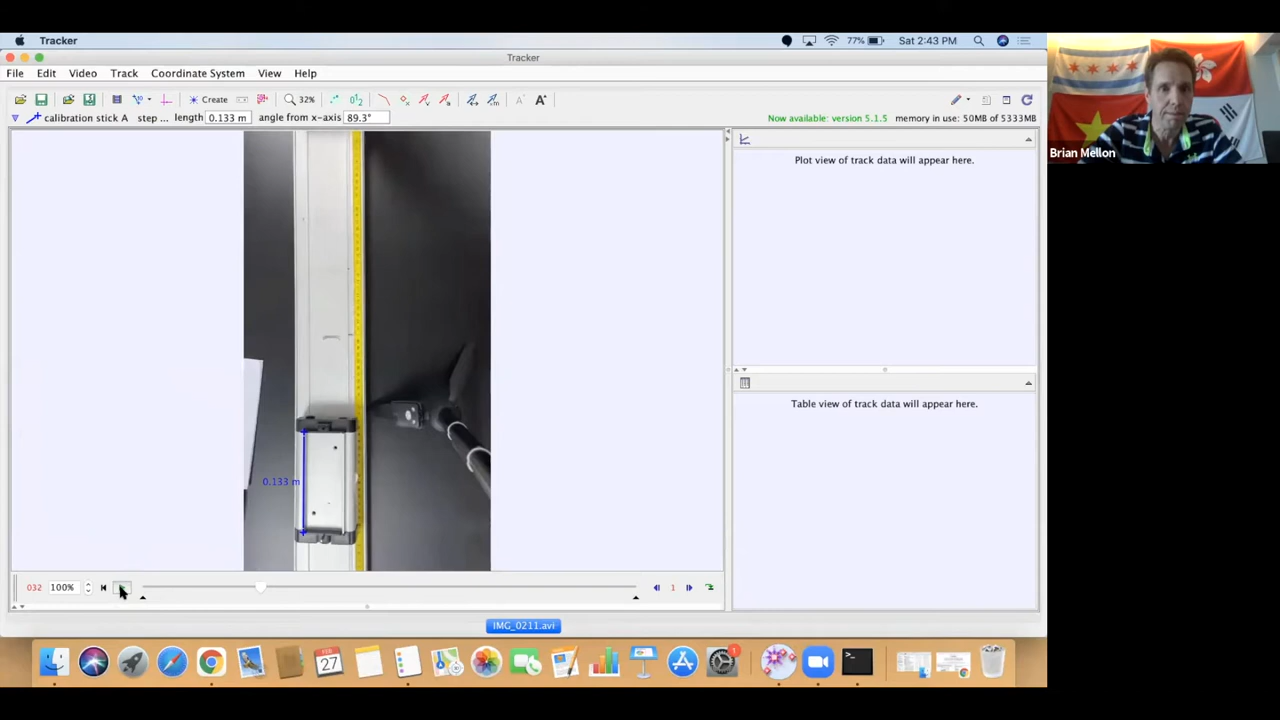 Tracker
77%
Sat 2:43 PM
Tracker
File Edit Video Track Coordinate System View Help
Create
32%
calibration stick A step ... length 0.133 m angle from x-axis 89.3°
Now available: version 5.1.5 memory in use: 50MB of 5333MB
Plot view of track data will appear here.
Brian Mellon
0.133 m
Table view of track data will appear here.
032 100%
1
IMG_0211.avi
FEB
27
1